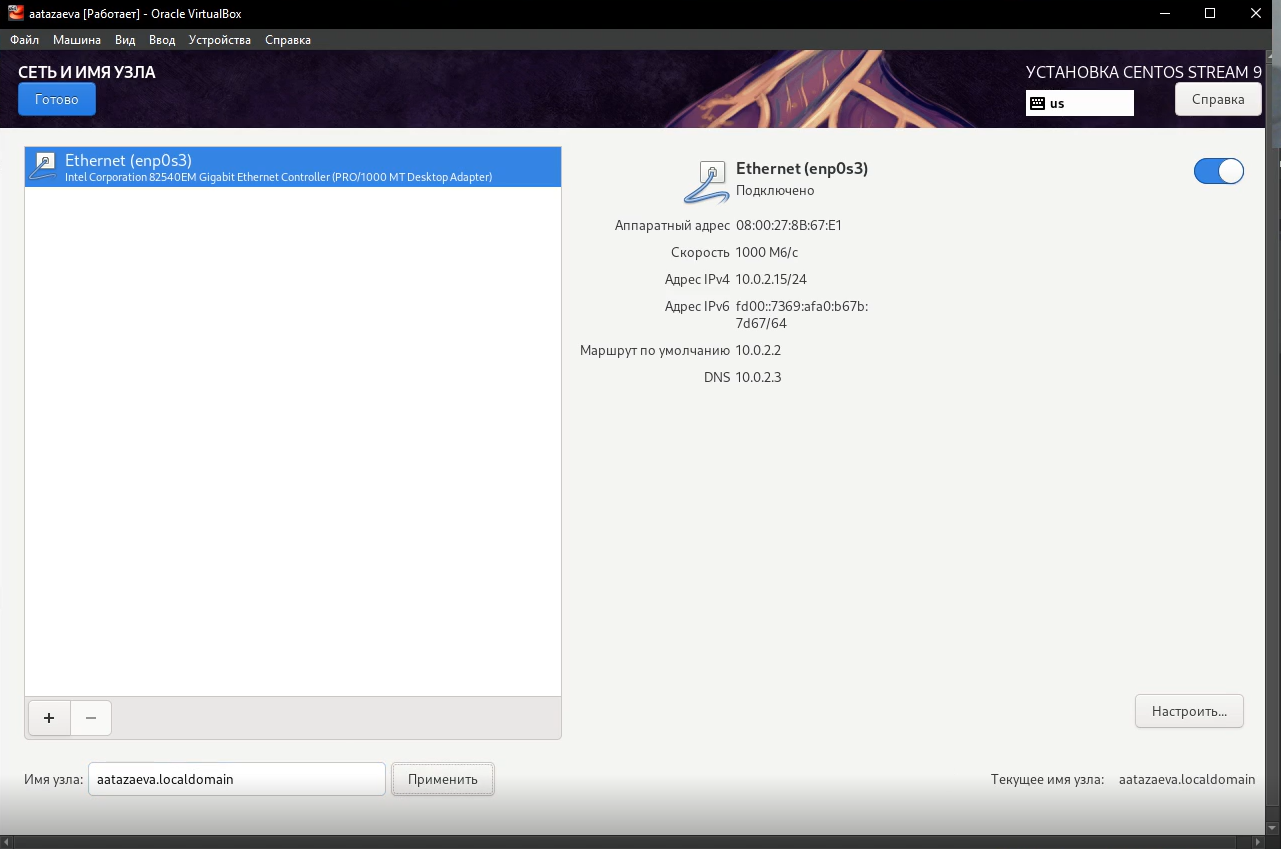 aatazaeva [Работает] - Oracle VirtualBox
Файл Машина Вид Ввод Устройства Справка
СЕТЬ И ИМЯ УЗЛА
УСТАНОВКА CENTOS STREAM 9
Готово
us
Справка
Ethernet (enp0s3)
Intel Corporation 82540EM Gigabit Ethernet Controller (PRO/1000 MT Desktop Adapter)
Ethernet (enp0s3)
Подключено
Аппаратный адрес 08:00:27:8B:67:E1
Скорость 1000 Мб/с
Адрес IPv4 10.0.2.15/24
Адрес IPv6 fd00::7369:afa0:b67b:
7d67/64
Маршрут по умолчанию 10.0.2.2
DNS 10.0.2.3
+ −
Настроить...
Имя узла: aatazaeva.localdomain Применить
Текущее имя узла: aatazaeva.localdomain